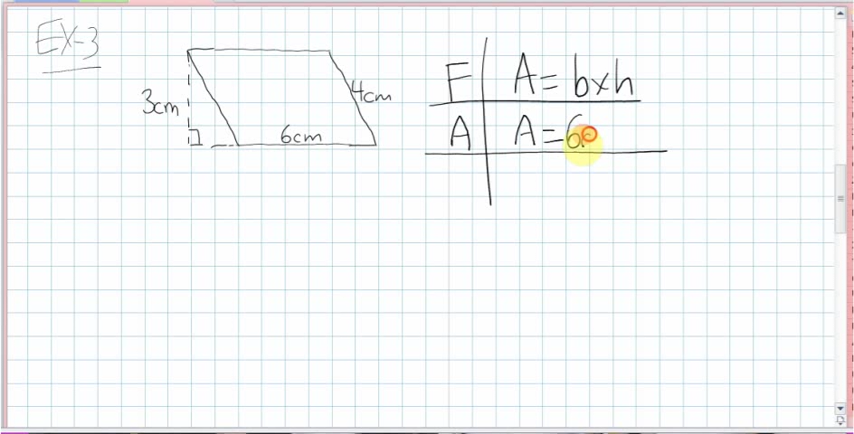 EX-3
F A = b×h
3cm 4cm
6cm
A A = 6